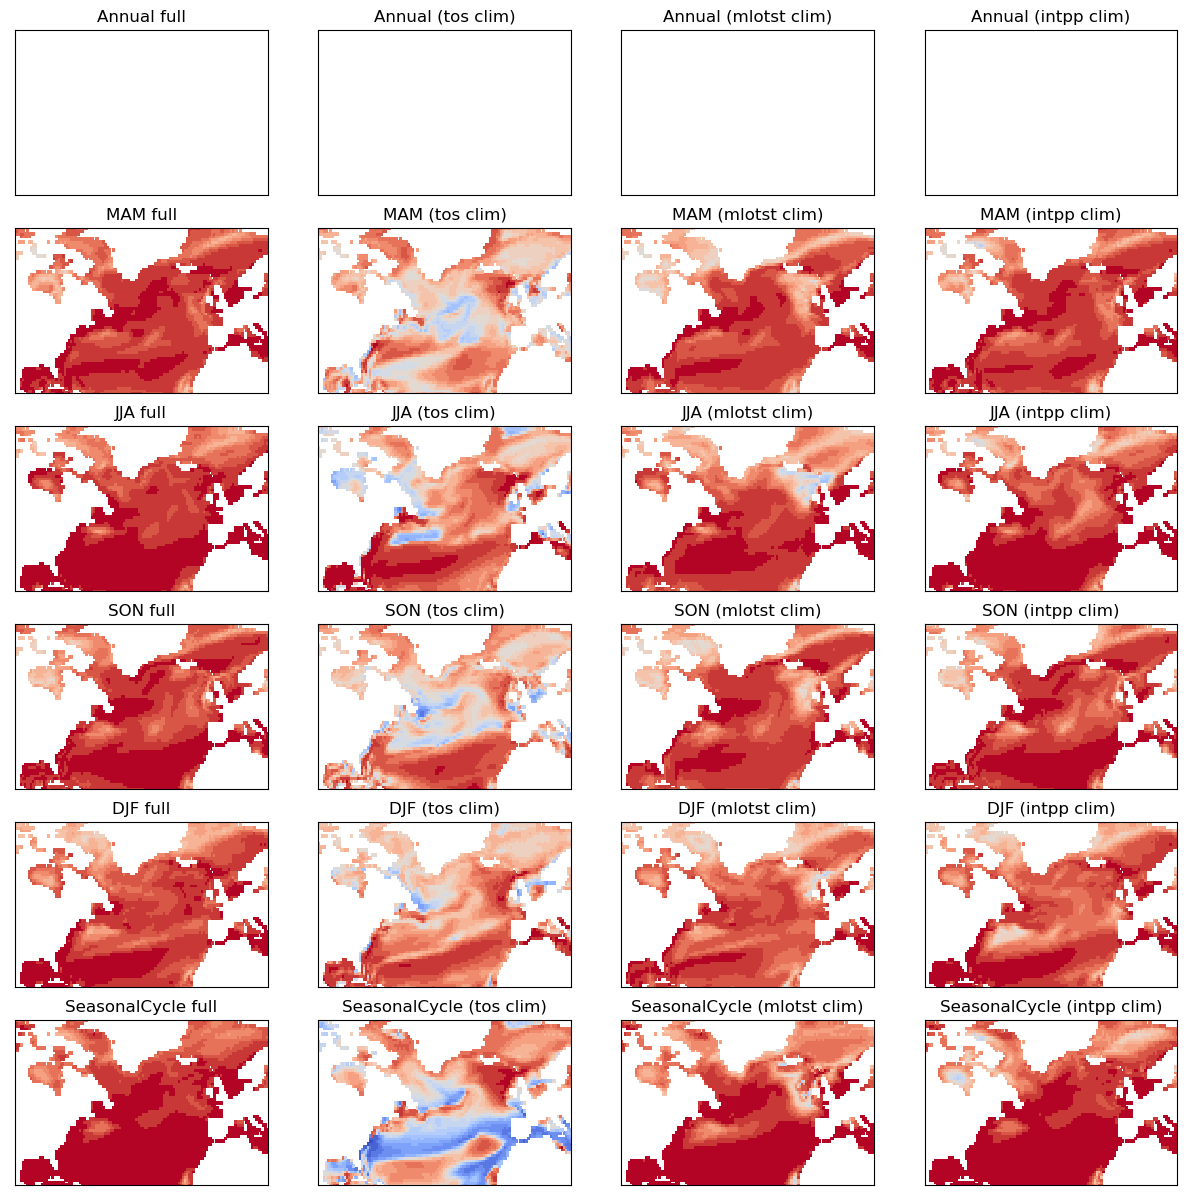 Annual full
Annual (tos clim)
Annual (mlotst clim)
Annual (intpp clim)
MAM full
MAM (tos clim)
MAM (mlotst clim)
MAM (intpp clim)
JJA full
JJA (tos clim)
JJA (mlotst clim)
JJA (intpp clim)
SON full
SON (tos clim)
SON (mlotst clim)
SON (intpp clim)
DJF full
DJF (tos clim)
DJF (mlotst clim)
DJF (intpp clim)
SeasonalCycle full
SeasonalCycle (tos clim)
SeasonalCycle (mlotst clim)
SeasonalCycle (intpp clim)